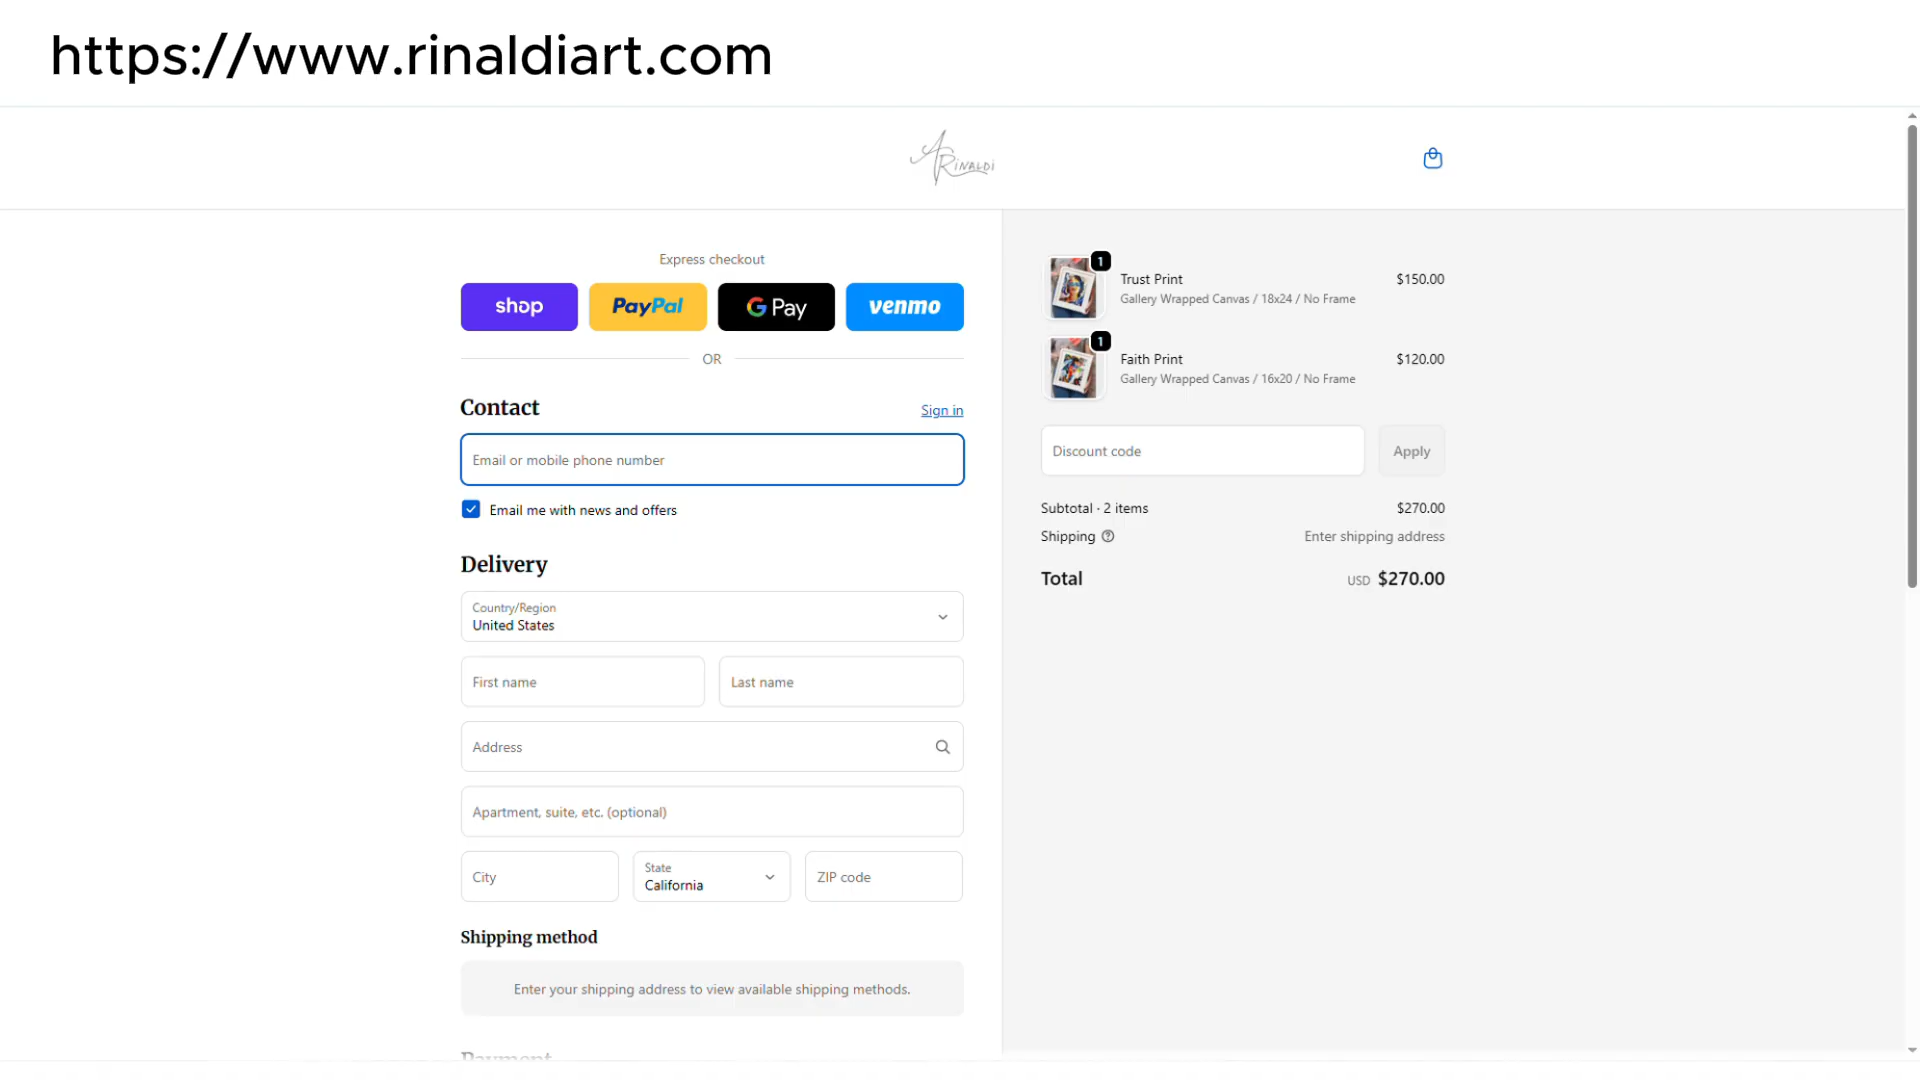 https://www.rinaldiart.com
A Rinaldi
Express checkout
shop
PayPal
G Pay
venmo
OR
Contact
Sign in
Email or mobile phone number
Email me with news and offers
Delivery
Country/Region
United States
First name
Last name
Address
Apartment, suite, etc. (optional)
City
State
California
ZIP code
Shipping method
Enter your shipping address to view available shipping methods.
Payment
1
Trust Print
$150.00
Gallery Wrapped Canvas / 18x24 / No Frame
1
Faith Print
$120.00
Gallery Wrapped Canvas / 16x20 / No Frame
Discount code
Apply
Subtotal · 2 items
$270.00
Shipping
Enter shipping address
Total
USD $270.00